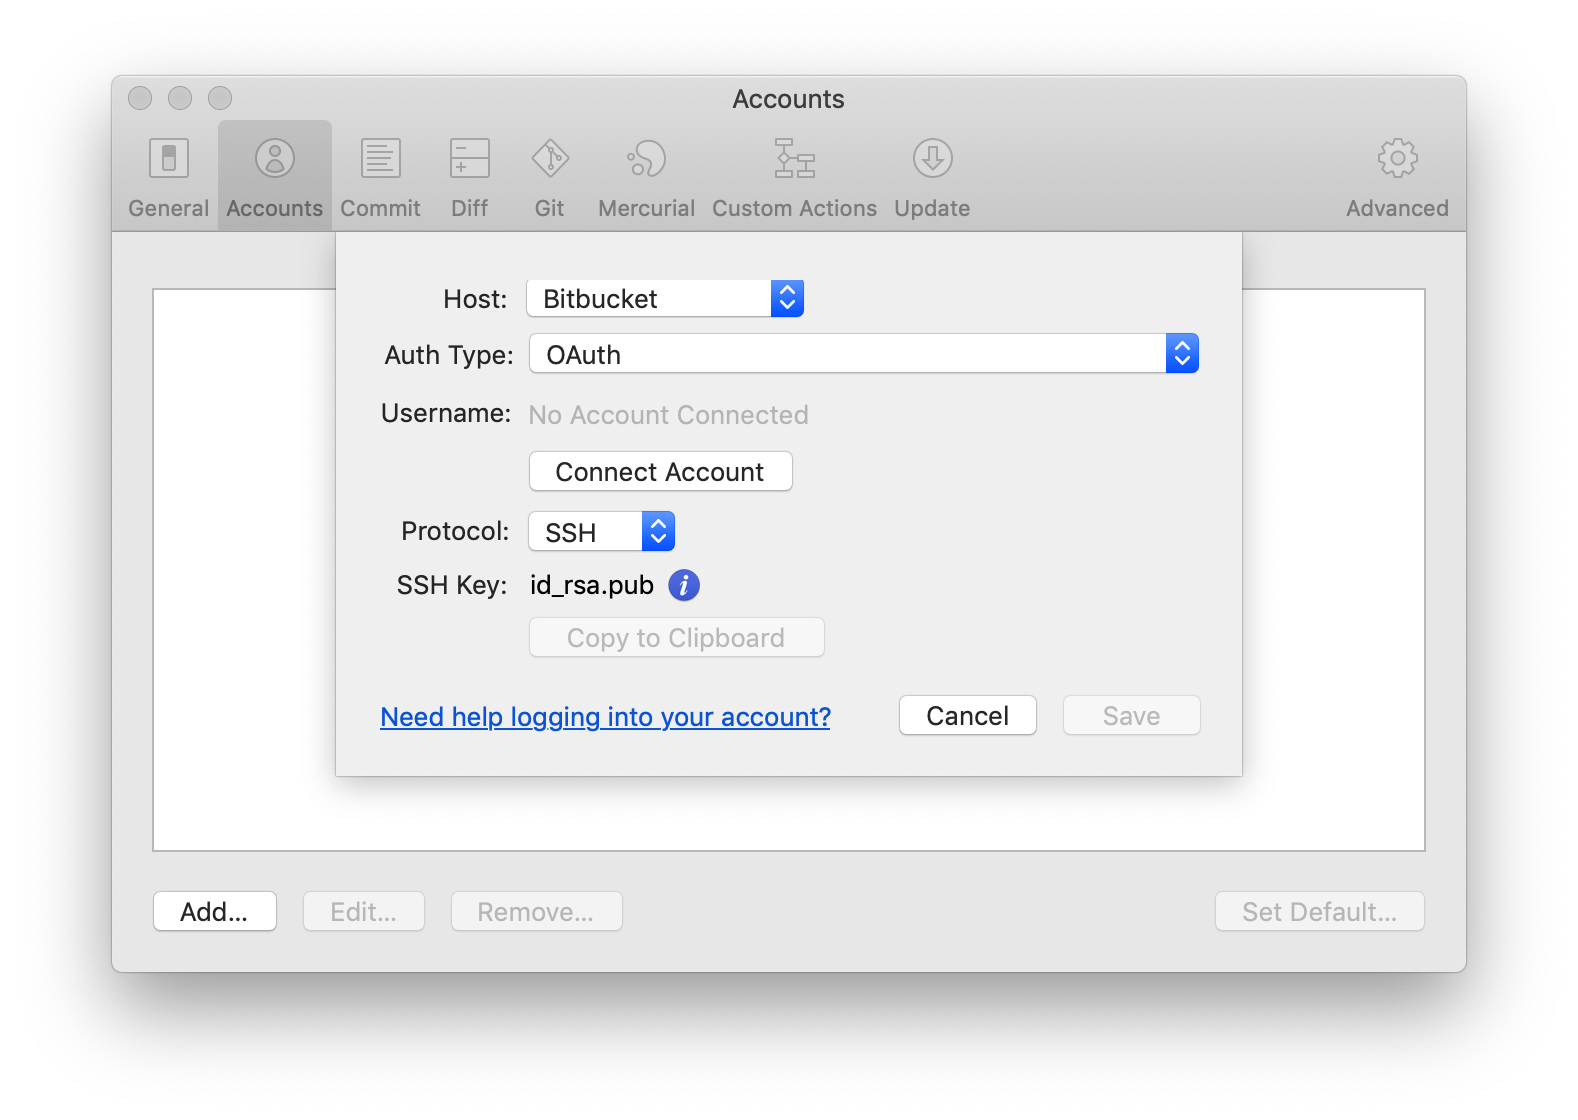 Accounts
General Accounts Commit Diff Git Mercurial Custom Actions Update Advanced
Host: Bitbucket
Auth Type: OAuth
Username: No Account Connected
Connect Account
Protocol: SSH
SSH Key: id_rsa.pub i
Copy to Clipboard
Need help logging into your account? Cancel Save
Add... Edit... Remove... Set Default...